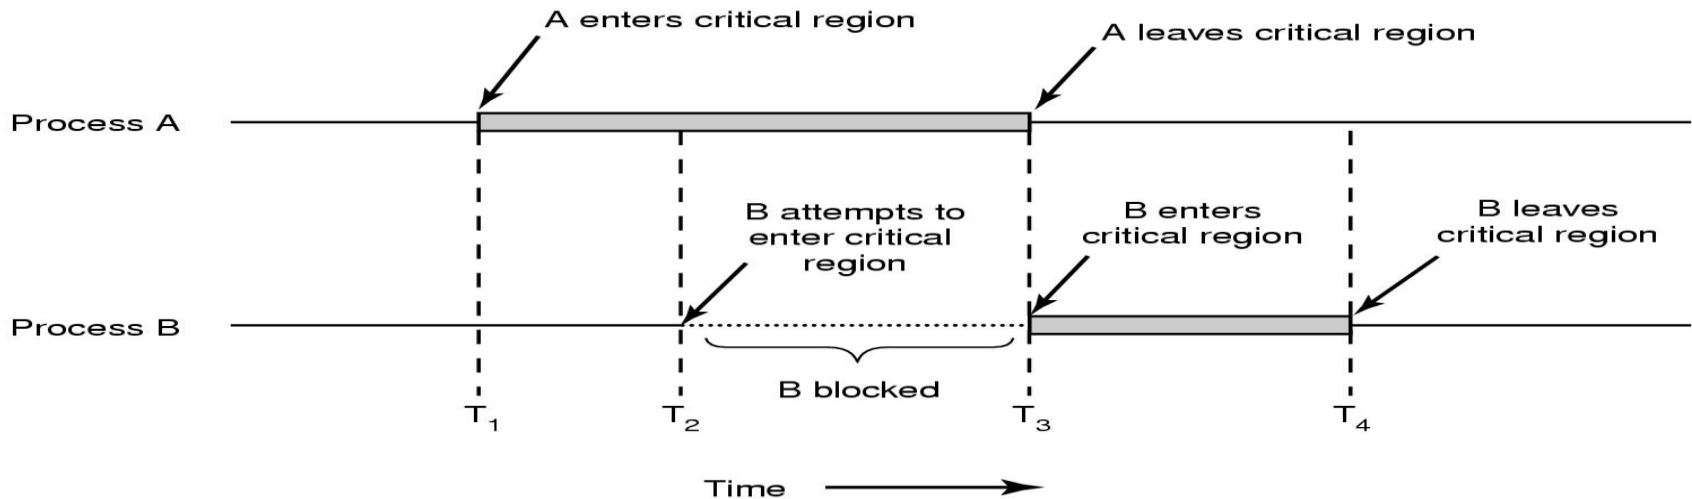 A enters critical region
A leaves critical region
Process A
B attempts to
enter critical
region
B enters
critical region
B leaves
critical region
Process B
B blocked
T1
T2
T3
T4
Time